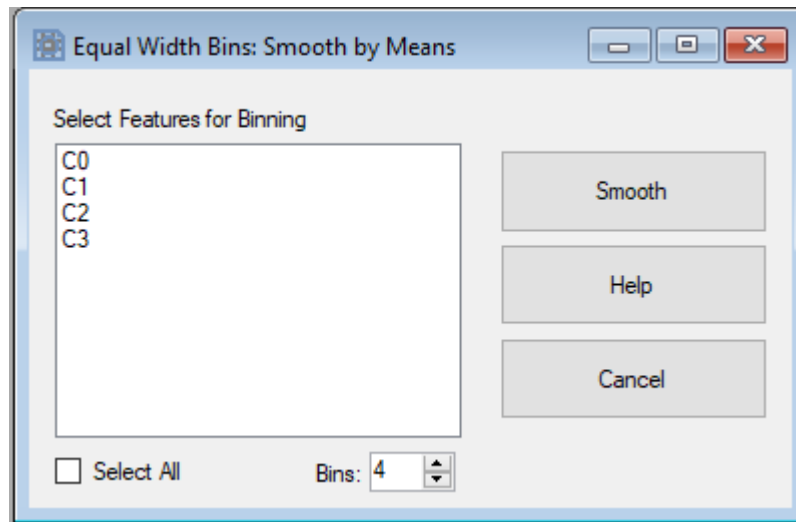 Equal Width Bins: Smooth by Means
Select Features for Binning
C0
C1
C2
C3
Smooth
Help
Cancel
Select All
Bins: 4